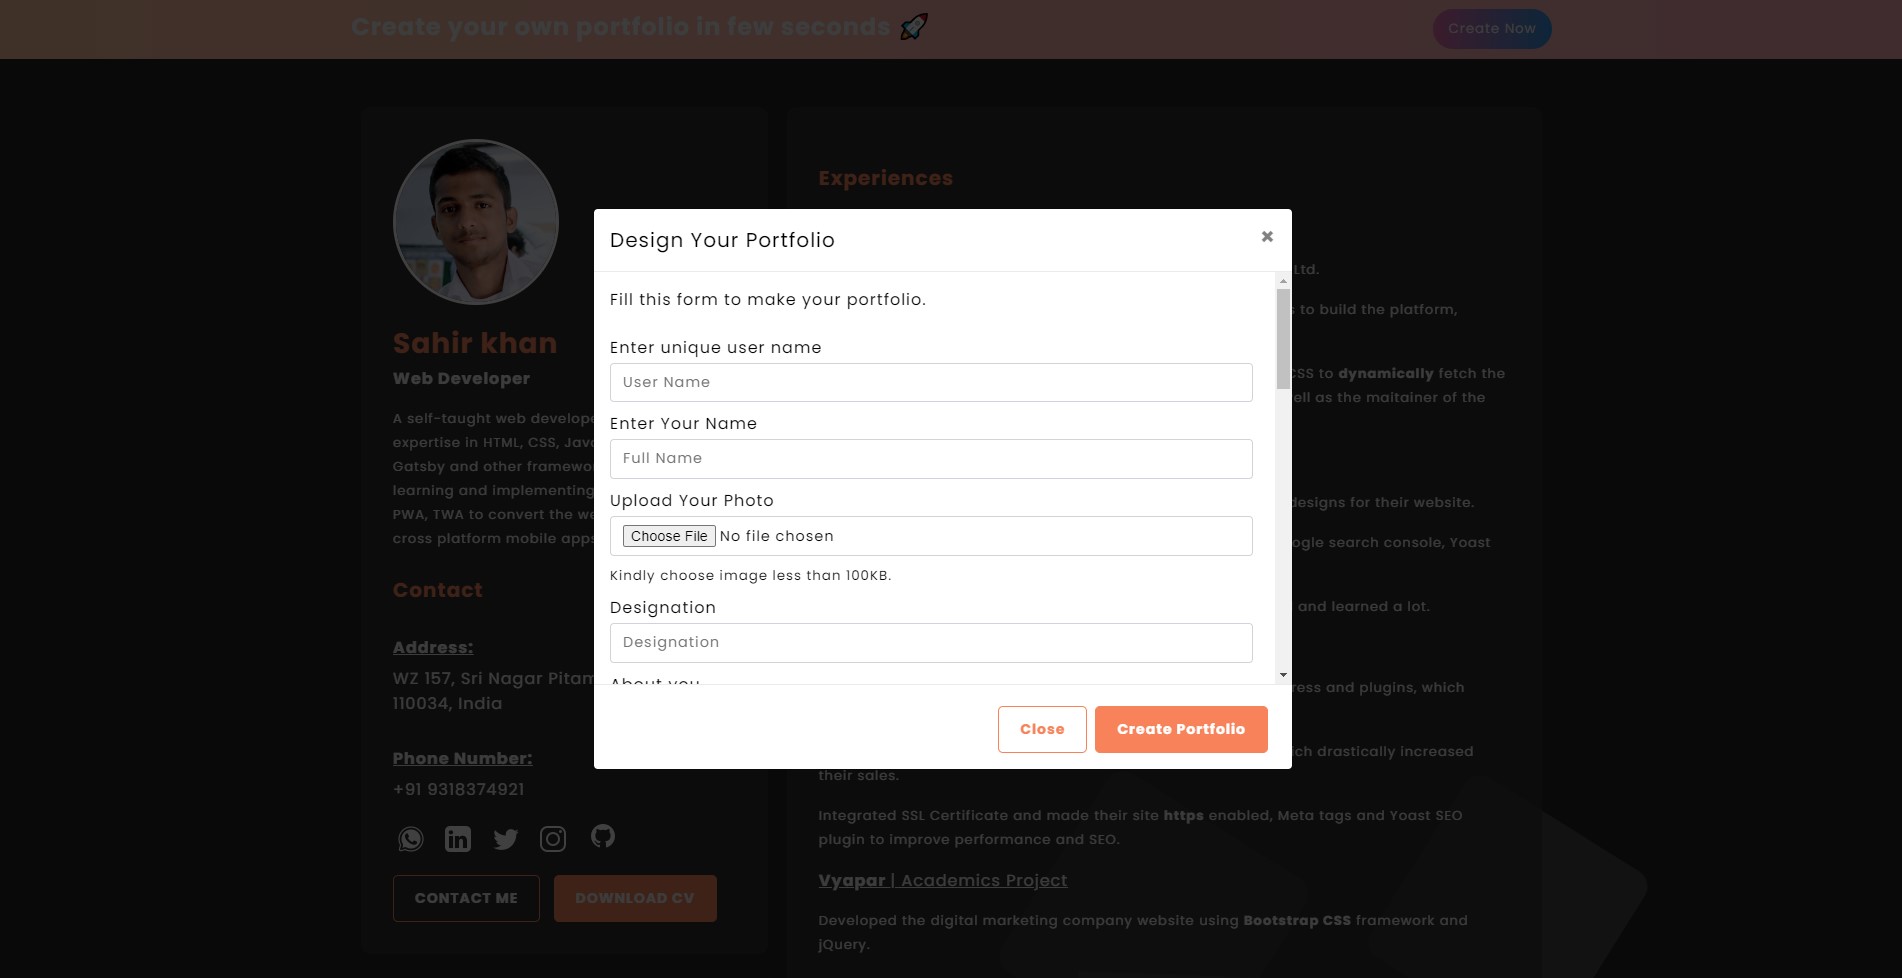 Create your own portfolio in few seconds 🚀
Create Now
Sahir khan
Web Developer
A self-taught web develope
expertise in HTML, CSS, Java
Gatsby and other framewor
learning and implementing
PWA, TWA to convert the we
cross platform mobile apps
Contact
Address:
WZ 157, Sri Nagar Pitam
110034, India
Phone Number:
+91 9318374921
CONTACT ME
DOWNLOAD CV
Experiences
Ltd.
s to build the platform,
CSS to dynamically fetch the
ell as the maitainer of the
designs for their website.
ogle search console, Yoast
and learned a lot.
ress and plugins, which
ich drastically increased
their sales.
Integrated SSL Certificate and made their site https enabled, Meta tags and Yoast SEO
plugin to improve performance and SEO.
Vyapar | Academics Project
Developed the digital marketing company website using Bootstrap CSS framework and
jQuery.
Design Your Portfolio
×
Fill this form to make your portfolio.
Enter unique user name
User Name
Enter Your Name
Full Name
Upload Your Photo
Choose File No file chosen
Kindly choose image less than 100KB.
Designation
Designation
About you
Close
Create Portfolio